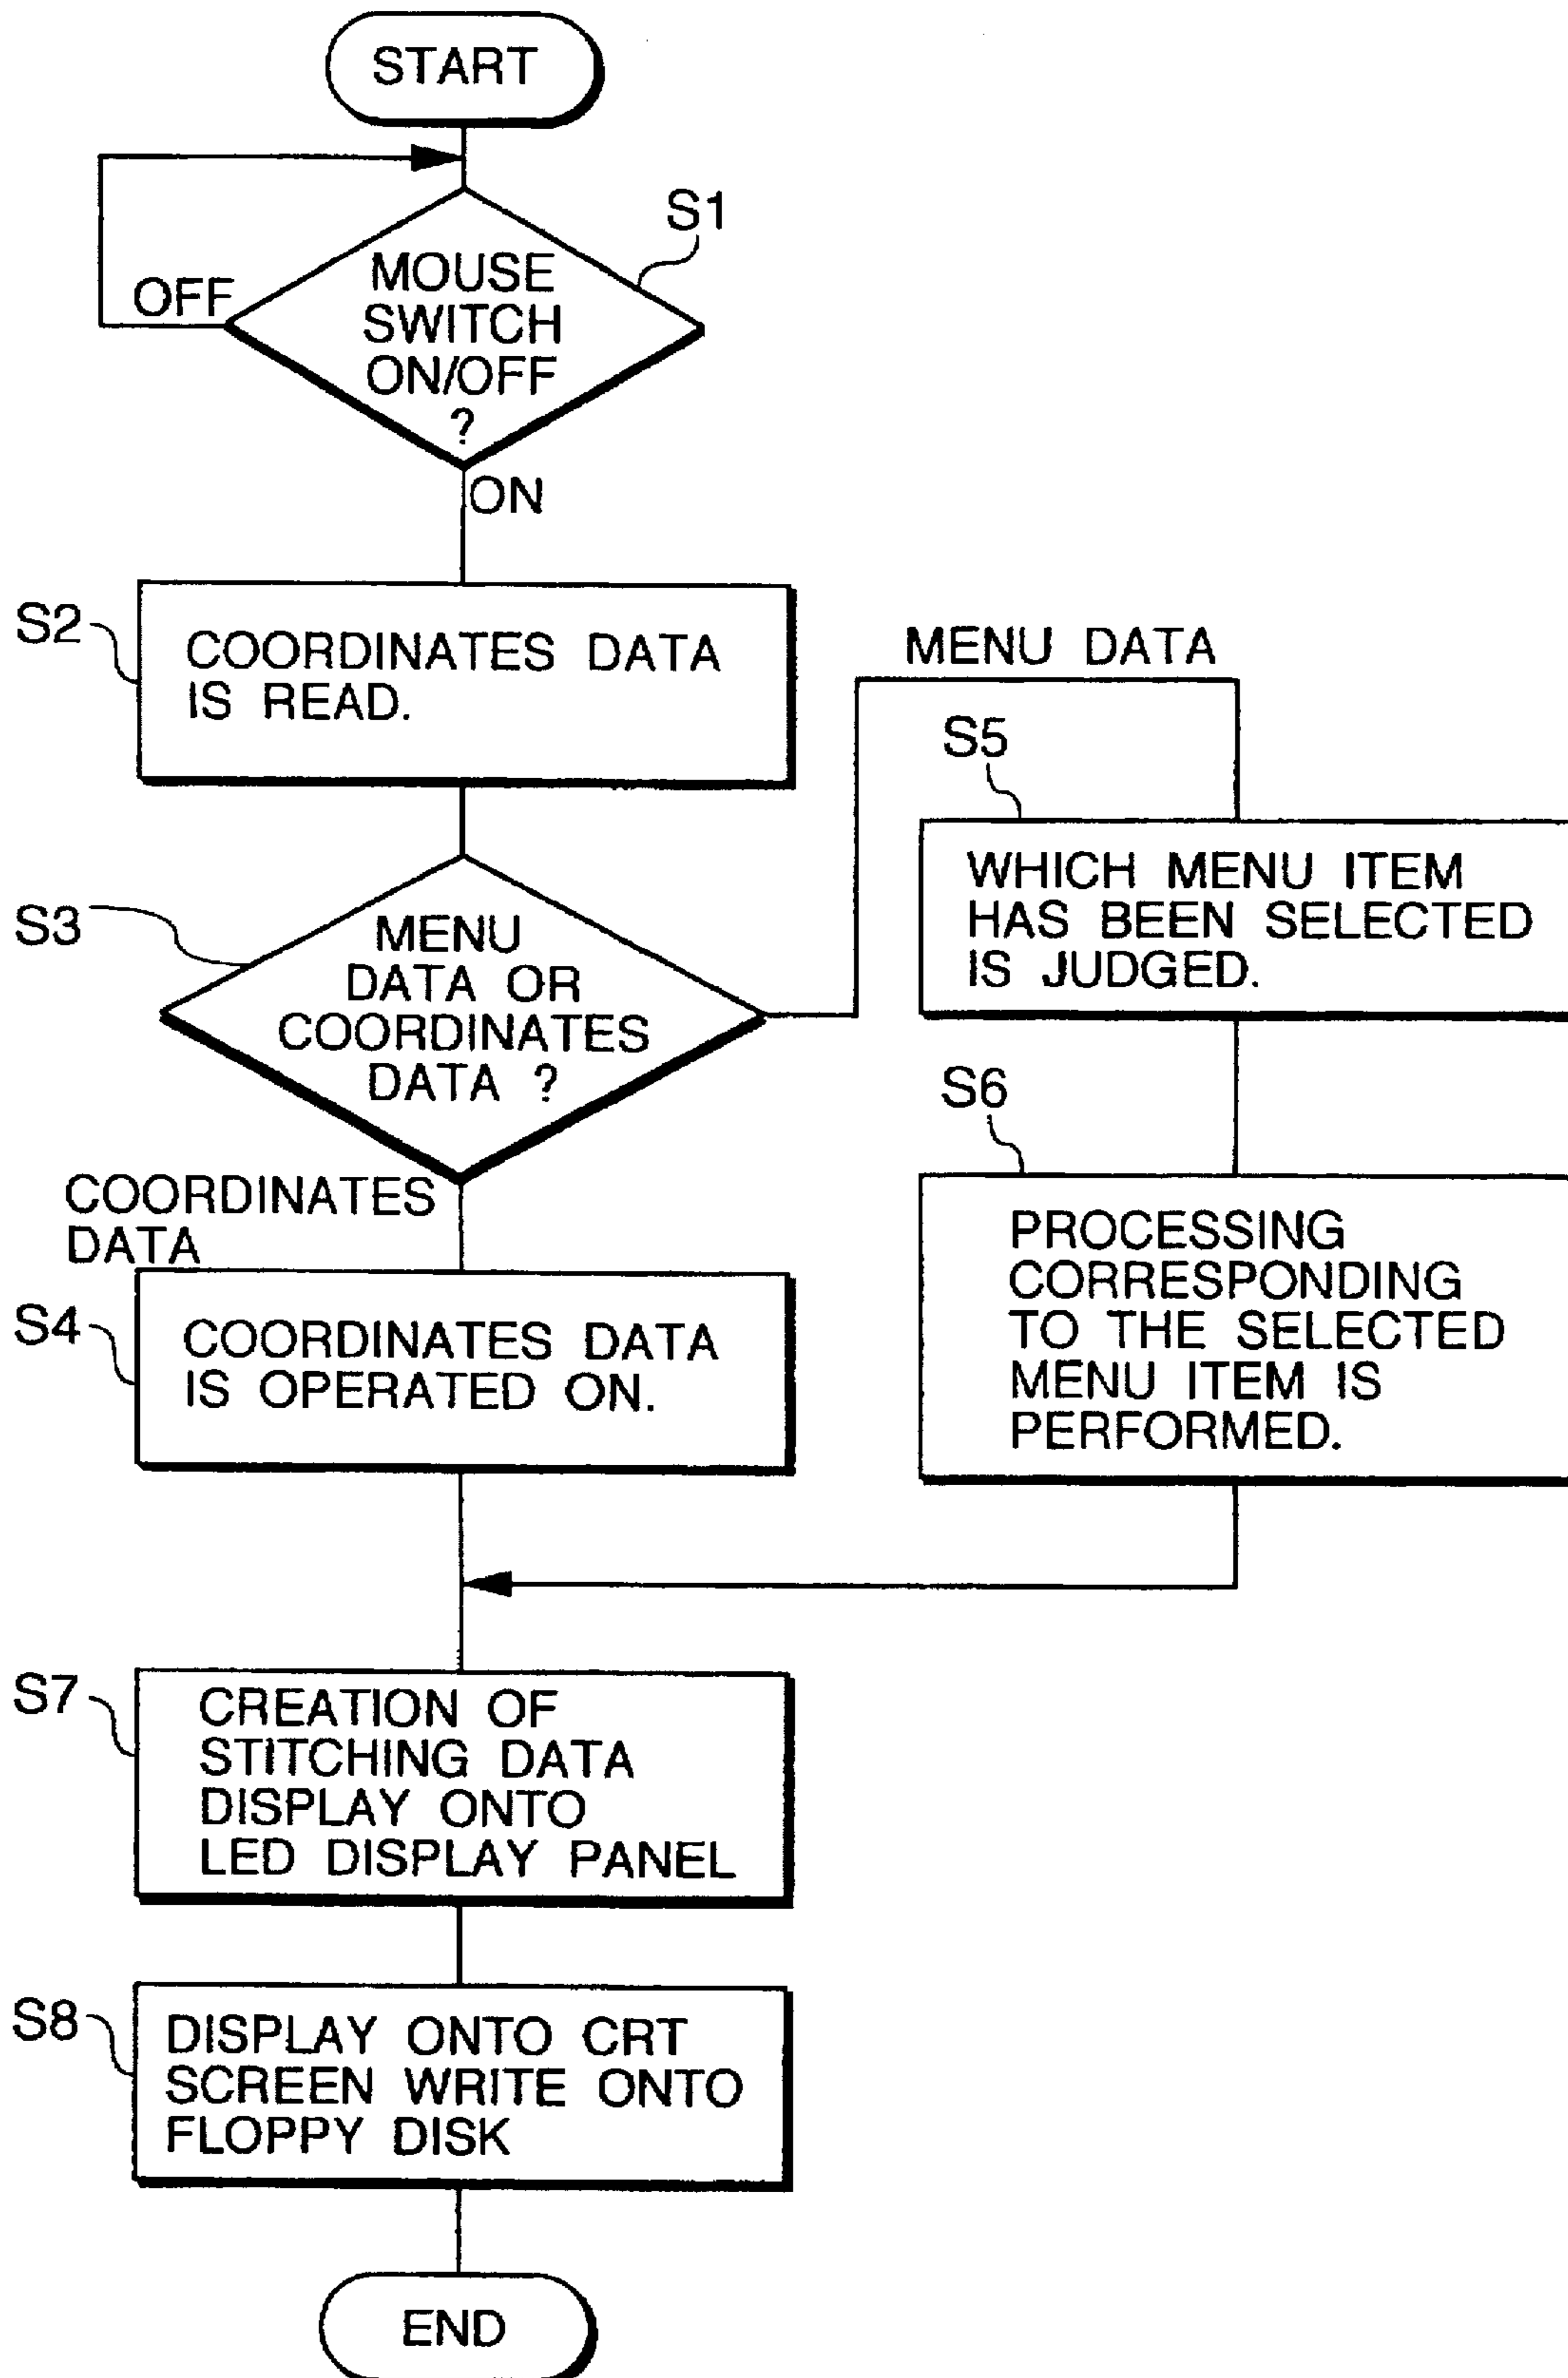 START
S1
MOUSE
SWITCH
ON/OFF
?
OFF
ON
S2
COORDINATES DATA
IS READ.
MENU DATA
S3
MENU
DATA OR
COORDINATES
DATA ?
S5
WHICH MENU ITEM
HAS BEEN SELECTED
IS JUDGED.
S6
PROCESSING
CORRESPONDING
TO THE SELECTED
MENU ITEM IS
PERFORMED.
COORDINATES
DATA
S4
COORDINATES DATA
IS OPERATED ON.
S7
CREATION OF
STITCHING DATA
DISPLAY ONTO
LED DISPLAY PANEL
S8
DISPLAY ONTO CRT
SCREEN WRITE ONTO
FLOPPY DISK
END